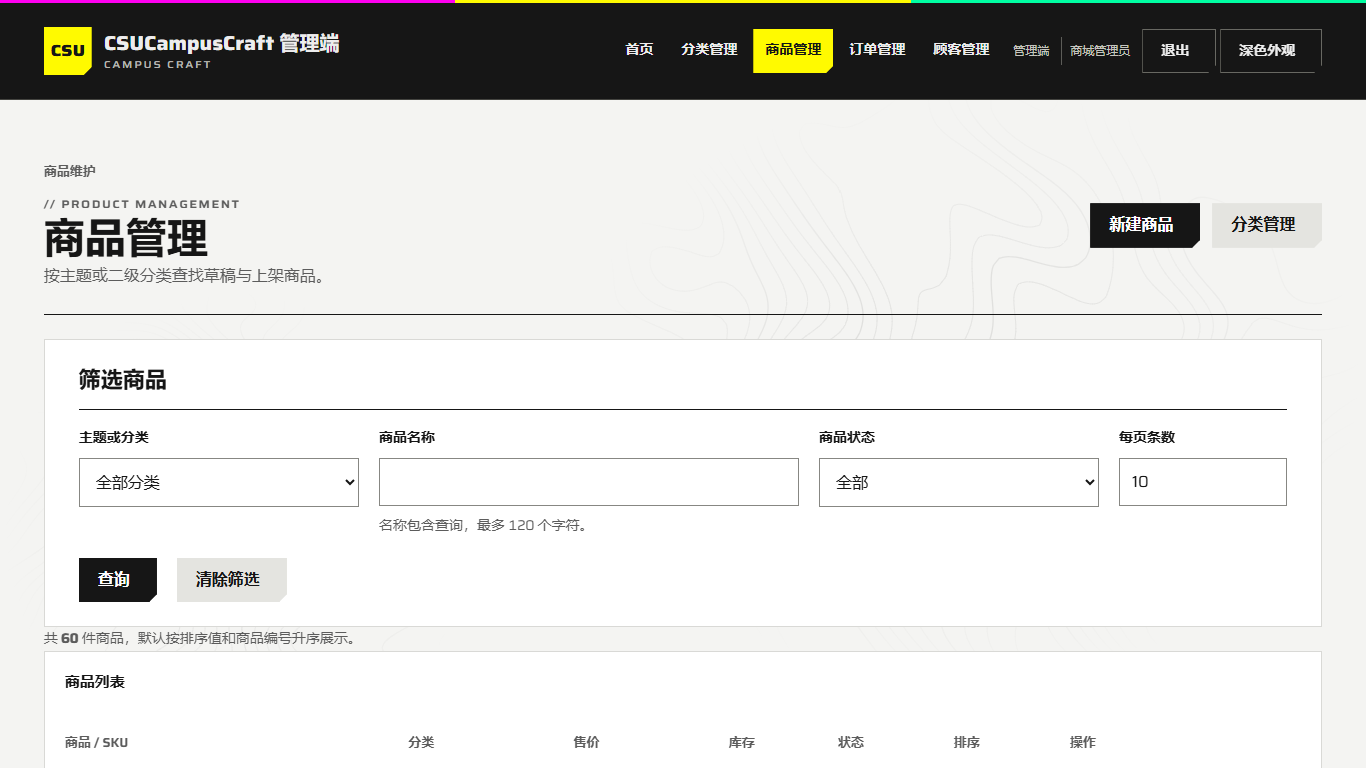 CSU CSUCampusCraft 管理端
CAMPUS CRAFT
首页 分类管理 商品管理 订单管理 顾客管理 管理端 商城管理员 退出 深色外观
商品维护
// PRODUCT MANAGEMENT
商品管理
按主题或二级分类查找草稿与上架商品。
新建商品 分类管理
筛选商品
主题或分类 商品名称 商品状态 每页条数
全部分类 全部 10
名称包含查询，最多 120 个字符。
查询 清除筛选
共 60 件商品，默认按排序值和商品编号升序展示。
商品列表
商品 / SKU 分类 售价 库存 状态 排序 操作